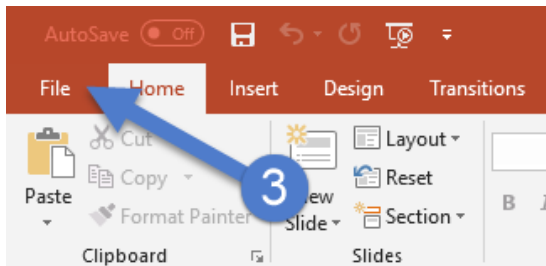 AutoSave Off
File Home Insert Design Transitions
Cut
Layout
Copy
Reset
Paste
3
Format Painter
Slide
Section
B
Clipboard
Slides